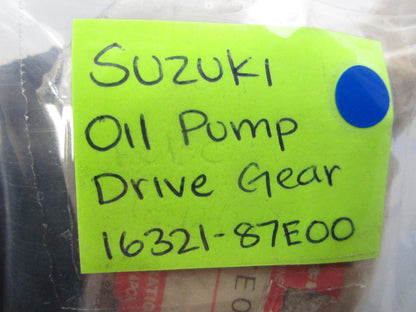 SUZUKI
Oil Pump
Drive Gear
16321-87E00